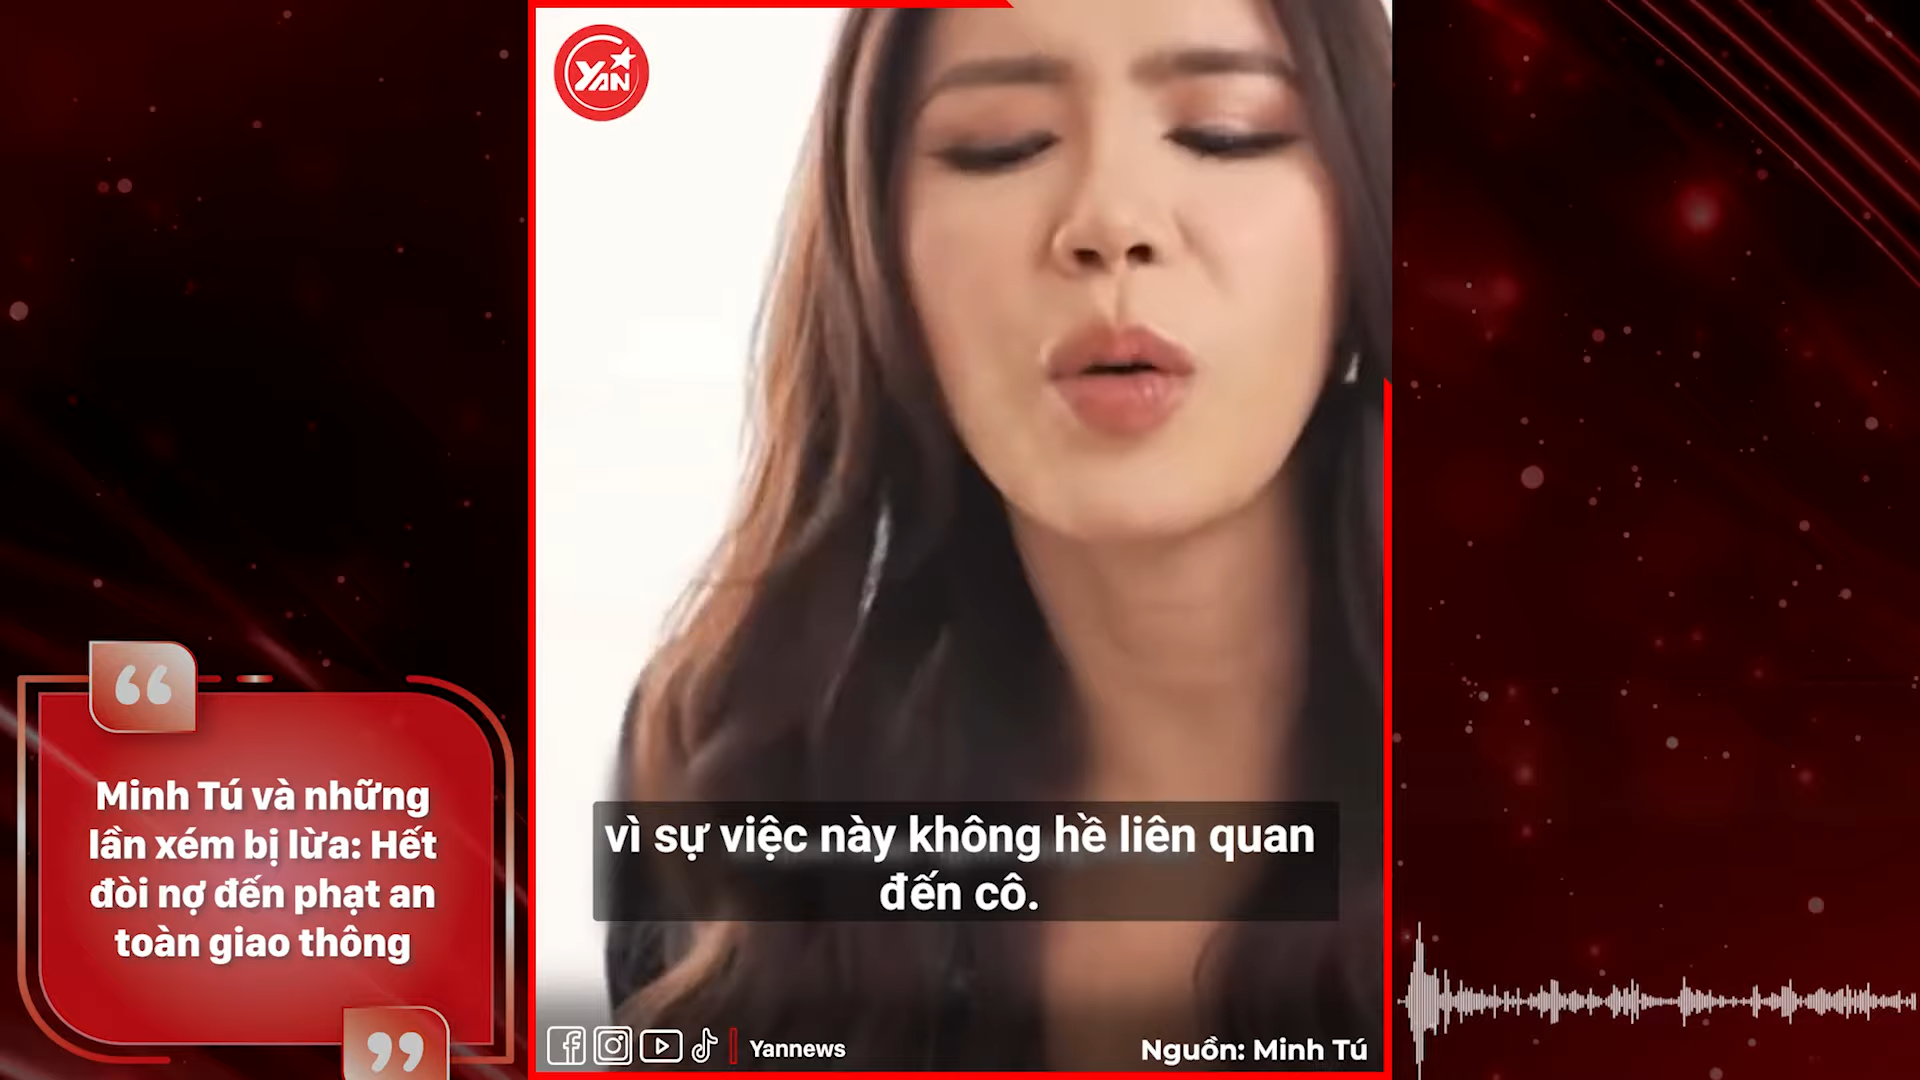 YAN
vì sự việc này không hề liên quan
đến cô.
Minh Tú và những
lần xém bị lừa: Hết
đòi nợ đến phạt an
toàn giao thông
Yannews
Nguồn: Minh Tú